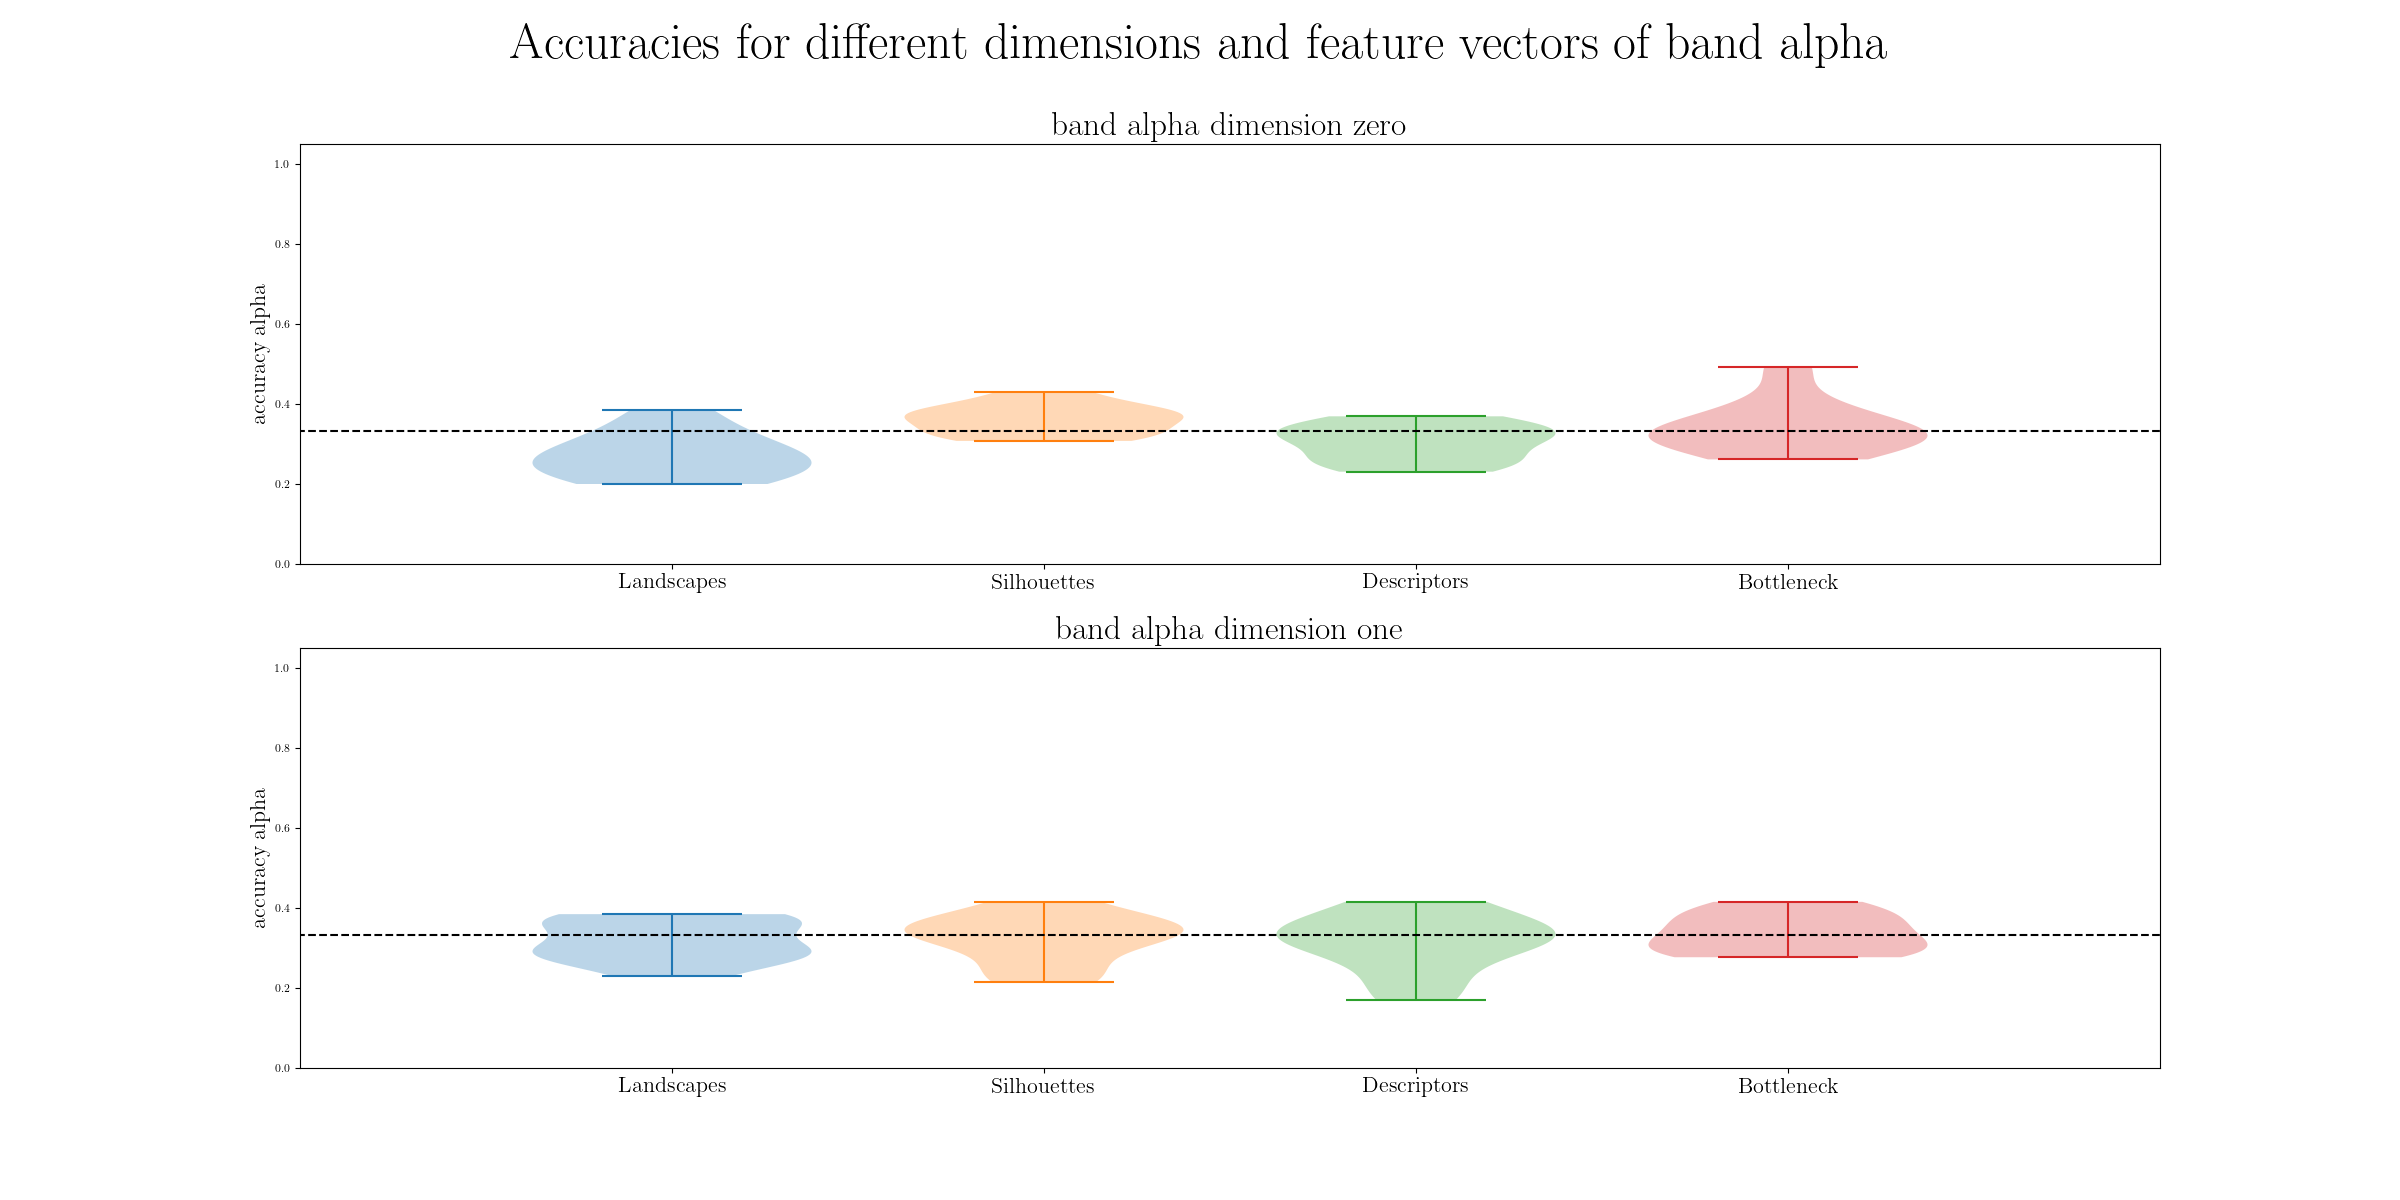 Accuracies for different dimensions and feature vectors of band alpha
band alpha dimension zero
1.0
0.8
0.6
0.4
0.2
0.0
accuracy alpha
Landscapes Silhouettes Descriptors Bottleneck
band alpha dimension one
1.0
0.8
0.6
0.4
0.2
0.0
accuracy alpha
Landscapes Silhouettes Descriptors Bottleneck